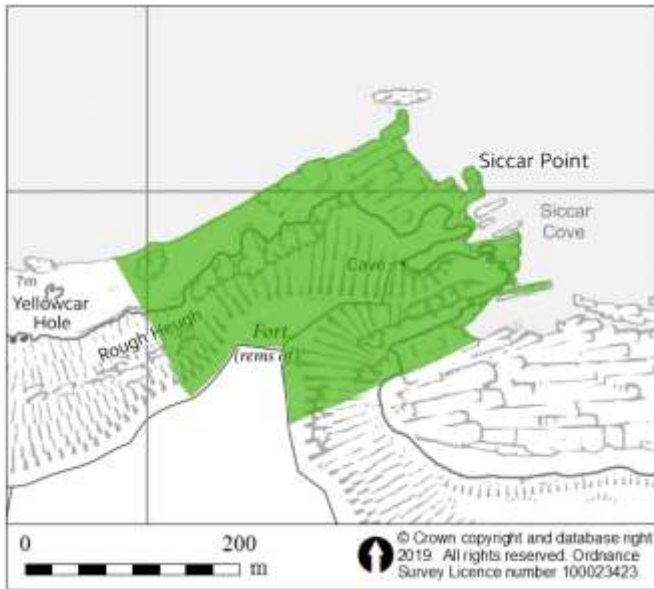 Siccar Point
Siccar
Cove
Cave
7m
Yellowcar
Hole
Rough Heugh
Fort
(rems of)
0 200
m
© Crown copyright and database right
2019. All rights reserved. Ordnance
Survey Licence number 100023423